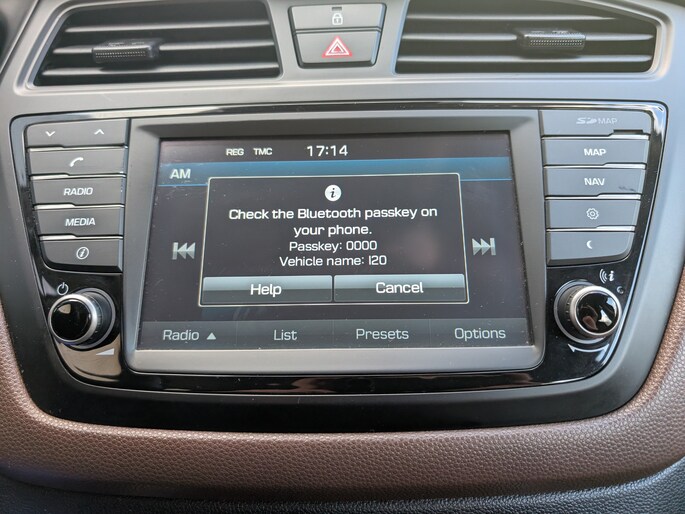 SD MAP
REG TMC 17:14
AM
RADIO
MEDIA
MAP
NAV
i
Check the Bluetooth passkey on
your phone.
Passkey: 0000
Vehicle name: I20
Help Cancel
Radio ▲ List Presets Options